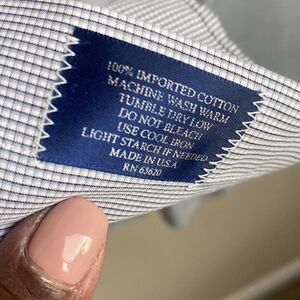 100% IMPORTED COTTON
MACHINE WASH WARM
TUMBLE DRY LOW
DO NOT BLEACH
USE COOL IRON
LIGHT STARCH IF NEEDED
MADE IN U.S.A
RN 63620